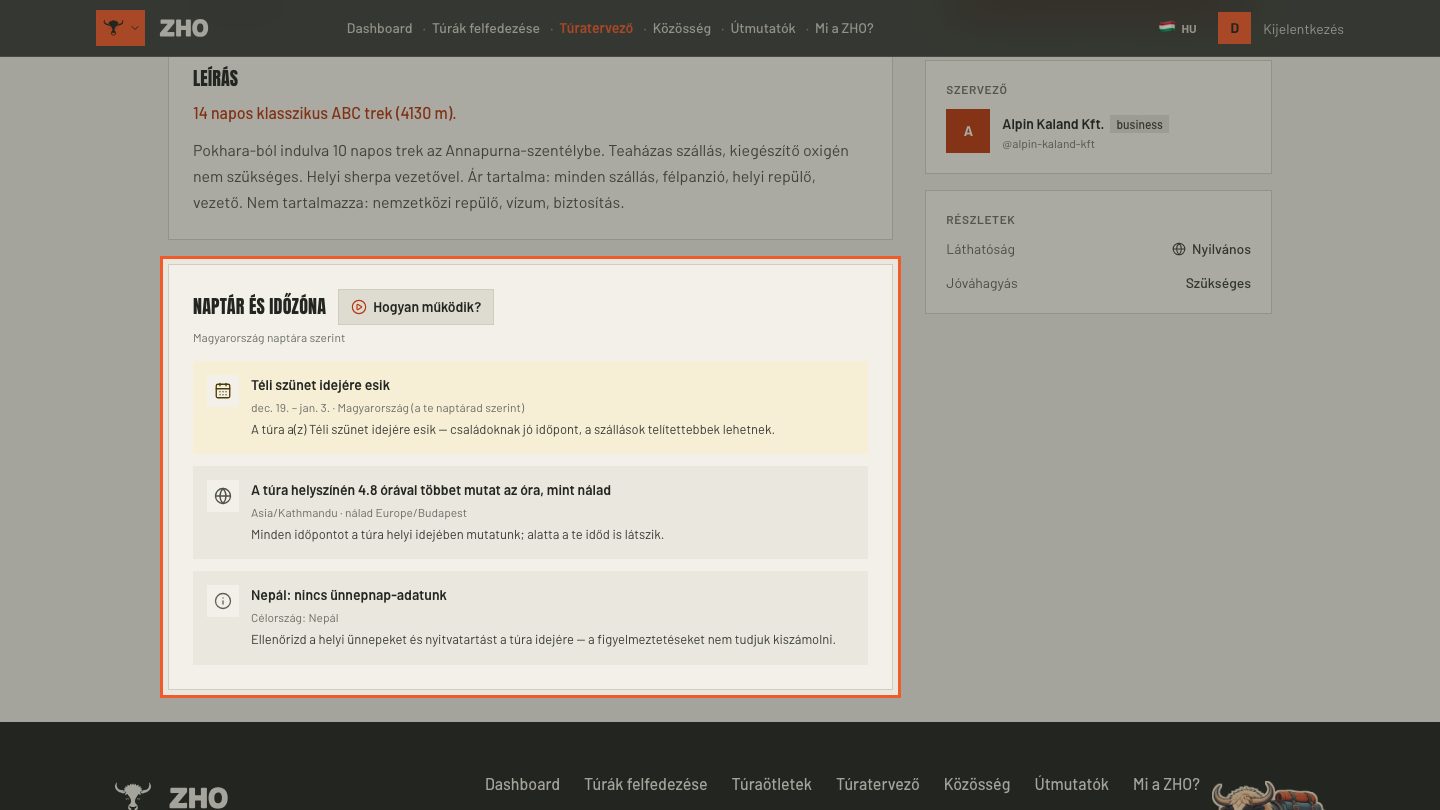 ZHO
Dashboard · Túrák felfedezése · Túratervező · Közösség · Útmutatók · Mi a ZHO?
HU
D
Kijelentkezés
LEÍRÁS
14 napos klasszikus ABC trek (4130 m).
Pokhara-ból indulva 10 napos trek az Annapurna-szentélybe. Teaházas szállás, kiegészítő oxigén
nem szükséges. Helyi sherpa vezetővel. Ár tartalma: minden szállás, félpanzió, helyi repülő,
vezető. Nem tartalmazza: nemzetközi repülő, vízum, biztosítás.
SZERVEZŐ
A
Alpin Kaland Kft. business
@alpin-kaland-kft
RÉSZLETEK
Láthatóság Nyilvános
Jóváhagyás Szükséges
NAPTÁR ÉS IDŐZÓNA
Hogyan működik?
Magyarország naptára szerint
Téli szünet idejére esik
dec. 19. – jan. 3. · Magyarország (a te naptárad szerint)
A túra a(z) Téli szünet idejére esik — családoknak jó időpont, a szállások telítettebbek lehetnek.
A túra helyszínén 4.8 órával többet mutat az óra, mint nálad
Asia/Kathmandu · nálad Europe/Budapest
Minden időpontot a túra helyi idejében mutatunk; alatta a te időd is látszik.
Nepál: nincs ünnepnap-adatunk
Célország: Nepál
Ellenőrizd a helyi ünnepeket és nyitvatartást a túra idejére — a figyelmeztetéseket nem tudjuk kiszámolni.
ZHO
Dashboard Túrák felfedezése Túraötletek Túratervező Közösség Útmutatók Mi a ZHO?